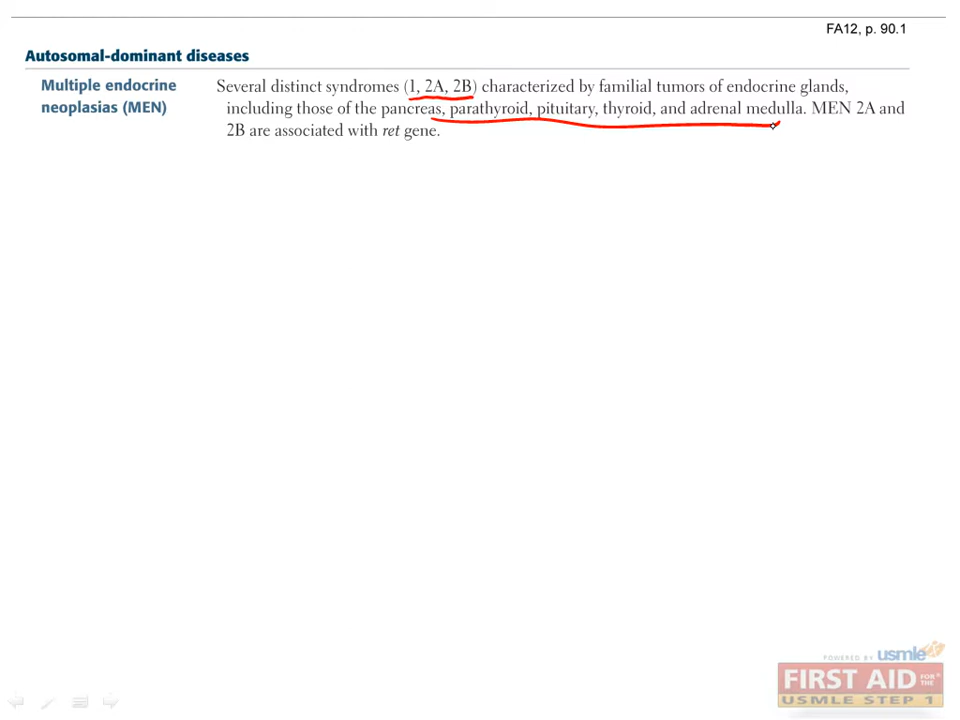 FA12, p. 90.1
Autosomal-dominant diseases
Multiple endocrine
neoplasias (MEN)
Several distinct syndromes (1, 2A, 2B) characterized by familial tumors of endocrine glands,
including those of the pancreas, parathyroid, pituitary, thyroid, and adrenal medulla. MEN 2A and
2B are associated with ret gene.
POWERED BY usmle
FIRST AID FOR THE®
USMLE STEP 1